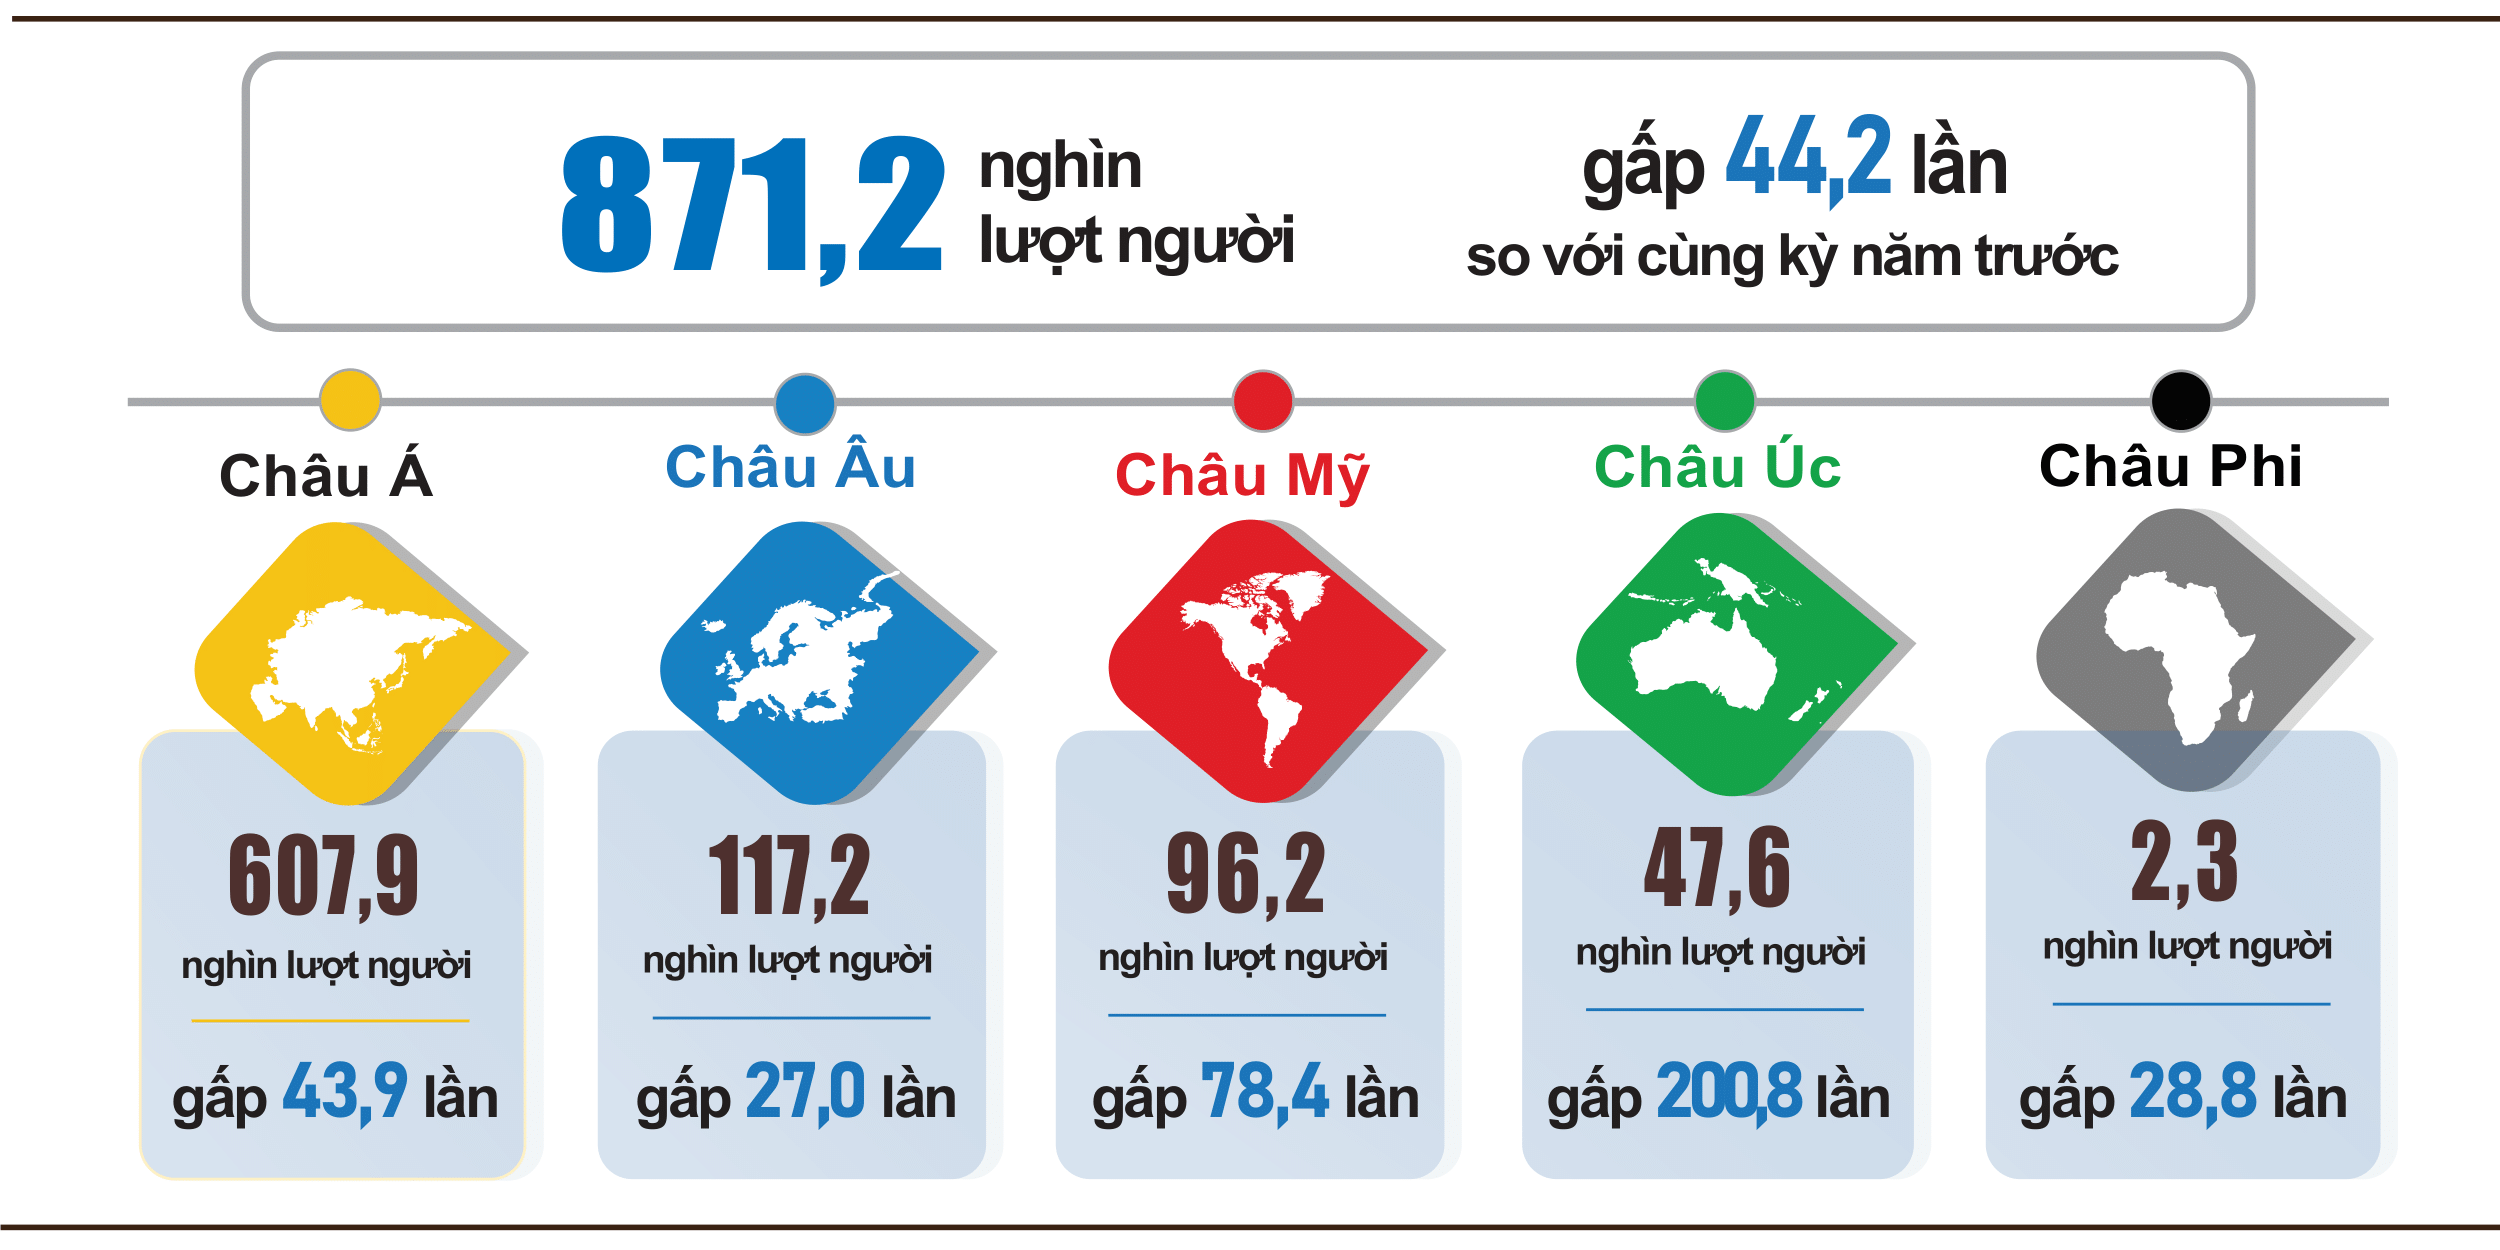 871,2 nghìn
lượt người
gấp 44,2 lần
so với cùng kỳ năm trước
Châu Á
Châu Âu
Châu Mỹ
Châu Úc
Châu Phi
607,9
nghìn lượt người
gấp 43,9 lần
117,2
nghìn lượt người
gấp 27,0 lần
96,2
nghìn lượt người
gấp 78,4 lần
47,6
nghìn lượt người
gấp 200,8 lần
2,3
nghìn lượt người
gấp 28,8 lần